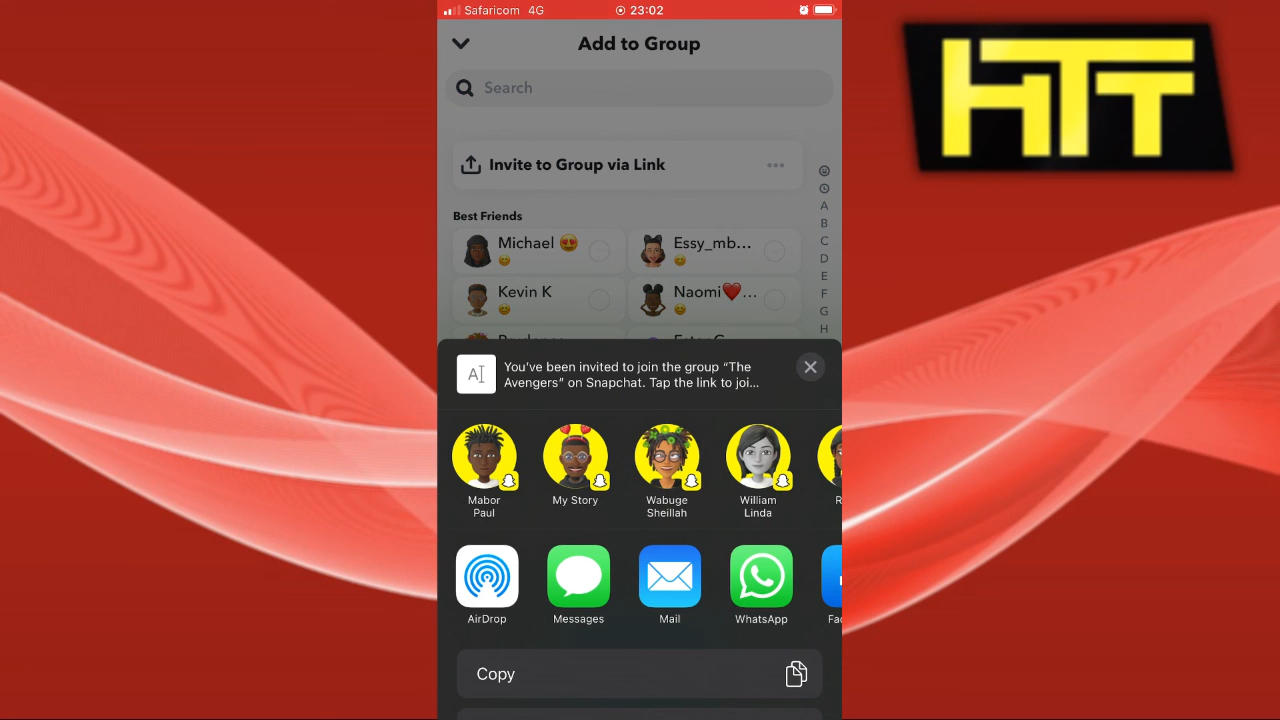 Safaricom 4G 23:02
Add to Group
HTT
Search
Invite to Group via Link
Best Friends
Michael 😍
Essy_mb...
Kevin K
Naomi❤️...
A
B
C
D
E
F
G
H
You've been invited to join the group “The
Avengers” on Snapchat. Tap the link to joi...
Mabor
Paul
My Story
Wabuge
Sheillah
William
Linda
R
AirDrop
Messages
Mail
WhatsApp
Fac
Copy